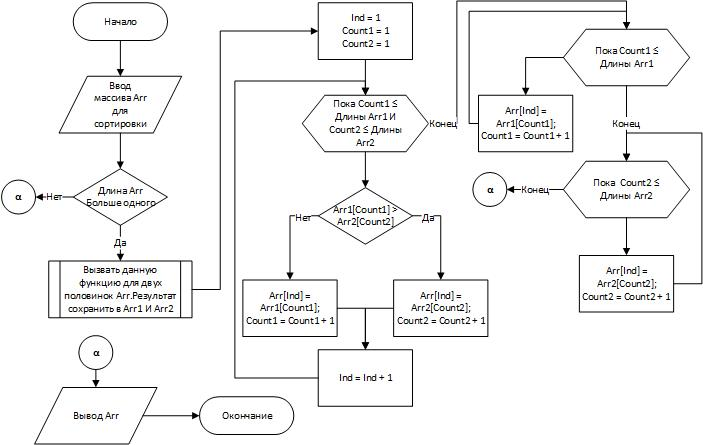 Начало
Ввод
массива Arr
для
сортировки
Длина Arr
Больше одного
Нет
α
Да
Вызвать данную
функцию для двух
половинок Arr.Результат
сохранить в Arr1 И Arr2
Ind = 1
Count1 = 1
Count2 = 1
Пока Count1 ≤
Длины Arr1 И
Count2 ≤ Длины
Arr2
Конец
Arr1[Count1] >
Arr2[Count2]
Нет
Да
Arr[Ind] =
Arr1[Count1];
Count1 = Count1 + 1
Arr[Ind] =
Arr2[Count2];
Count2 = Count2 + 1
Ind = Ind + 1
Пока Count1 ≤
Длины Arr1
Arr[Ind] =
Arr1[Count1];
Count1 = Count1 + 1
Конец
Пока Count2 ≤
Длины Arr2
Конец
α
Arr[Ind] =
Arr2[Count2];
Count2 = Count2 + 1
α
Вывод Arr
Окончание